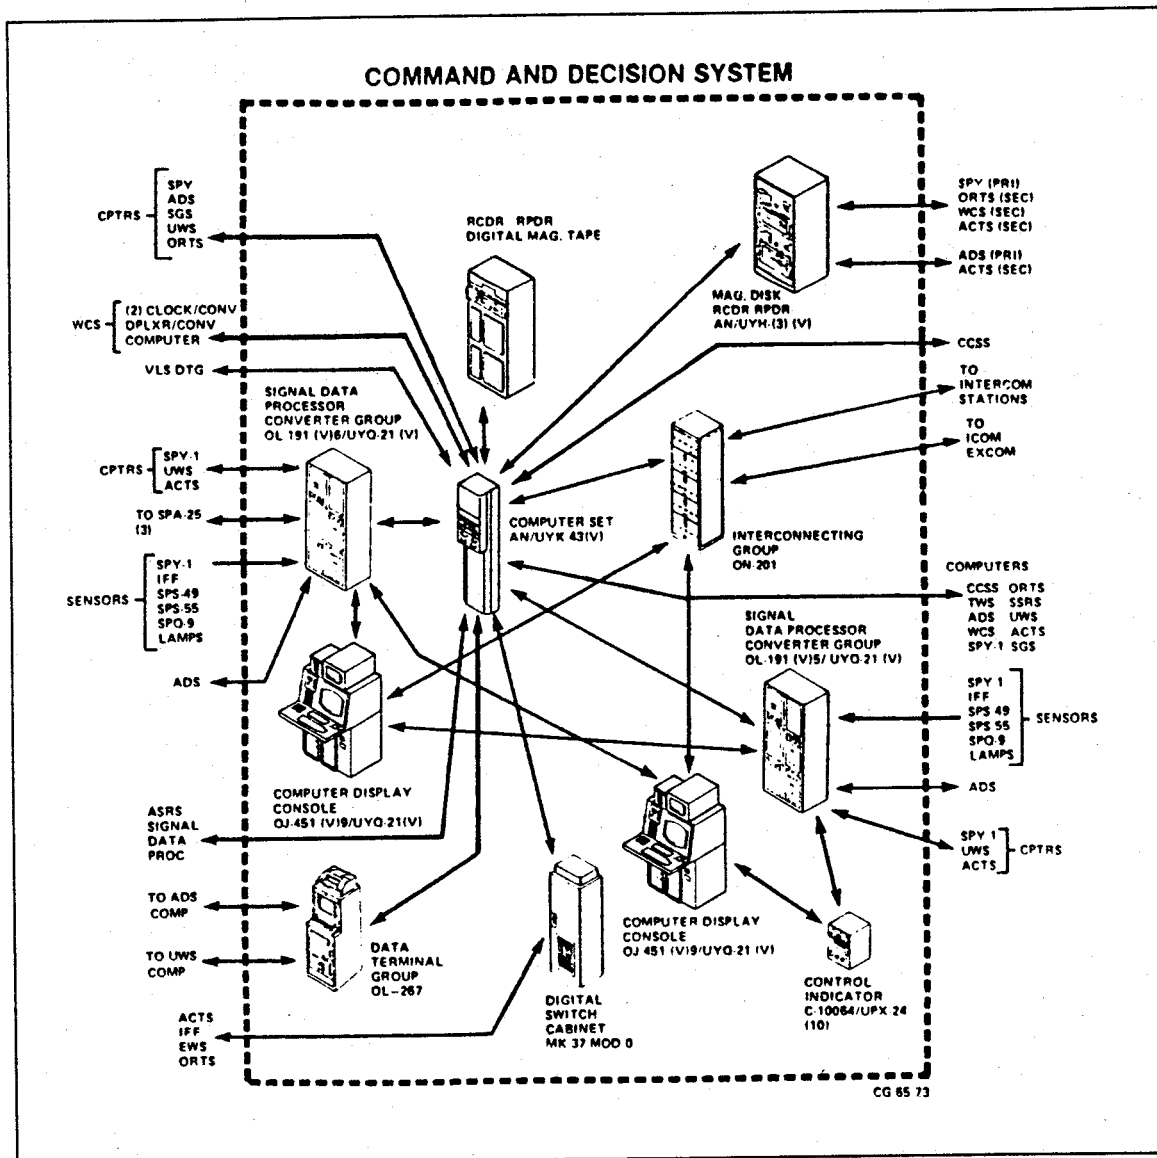 COMMAND AND DECISION SYSTEM
CPTRS
SPY
ADS
SGS
UWS
ORTS
RCDR RPDR
DIGITAL MAG. TAPE
MAG. DISK
RCDR RPDR
AN/UYH-(3) (V)
SPY (PRI)
ORTS (SEC)
WCS (SEC)
ACTS (SEC)
ADS (PRI)
ACTS (SEC)
WCS
(2) CLOCK/CONV
DPLXR/CONV
COMPUTER
VLS DTG
CCSS
TO
INTERCOM
STATIONS
TO
ICOM
EXCOM
SIGNAL DATA
PROCESSOR
CONVERTER GROUP
OL 191 (V)6/UYQ-21 (V)
CPTRS
SPY-1
UWS
ACTS
TO SPA-25
(3)
SENSORS
SPY-1
IFF
SPS-49
SPS-55
SPQ-9
LAMPS
ADS
COMPUTER SET
AN/UYK 43(V)
INTERCONNECTING
GROUP
ON-201
COMPUTERS
CCSS ORTS
TWS SSRS
ADS UWS
WCS ACTS
SPY-1 SGS
SIGNAL
DATA PROCESSOR
CONVERTER GROUP
OL-191 (V)5/ UYQ-21 (V)
SPY 1
IFF
SPS 49
SPS 55
SPQ-9
LAMPS
SENSORS
ADS
SPY 1
UWS
ACTS
CPTRS
COMPUTER DISPLAY
CONSOLE
OJ-451 (V)9/UYQ-21(V)
ASRS
SIGNAL
DATA
PROC
TO ADS
COMP
TO UWS
COMP
ACTS
IFF
EWS
ORTS
DATA
TERMINAL
GROUP
OL-267
DIGITAL
SWITCH
CABINET
MK 37 MOD 0
COMPUTER DISPLAY
CONSOLE
OJ 451 (V)9/UYQ-21 (V)
CONTROL
INDICATOR
C-10064/UPX 24
(10)
CG 65 73